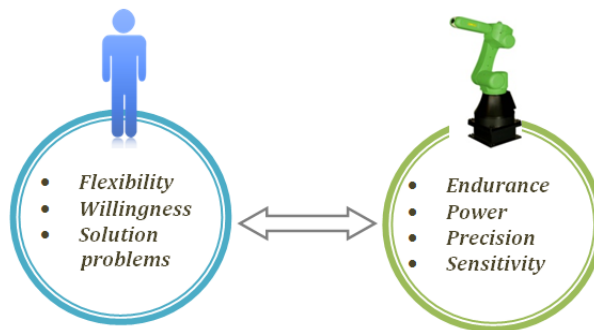 • Flexibility
• Willingness
• Solution
problems
• Endurance
• Power
• Precision
• Sensitivity